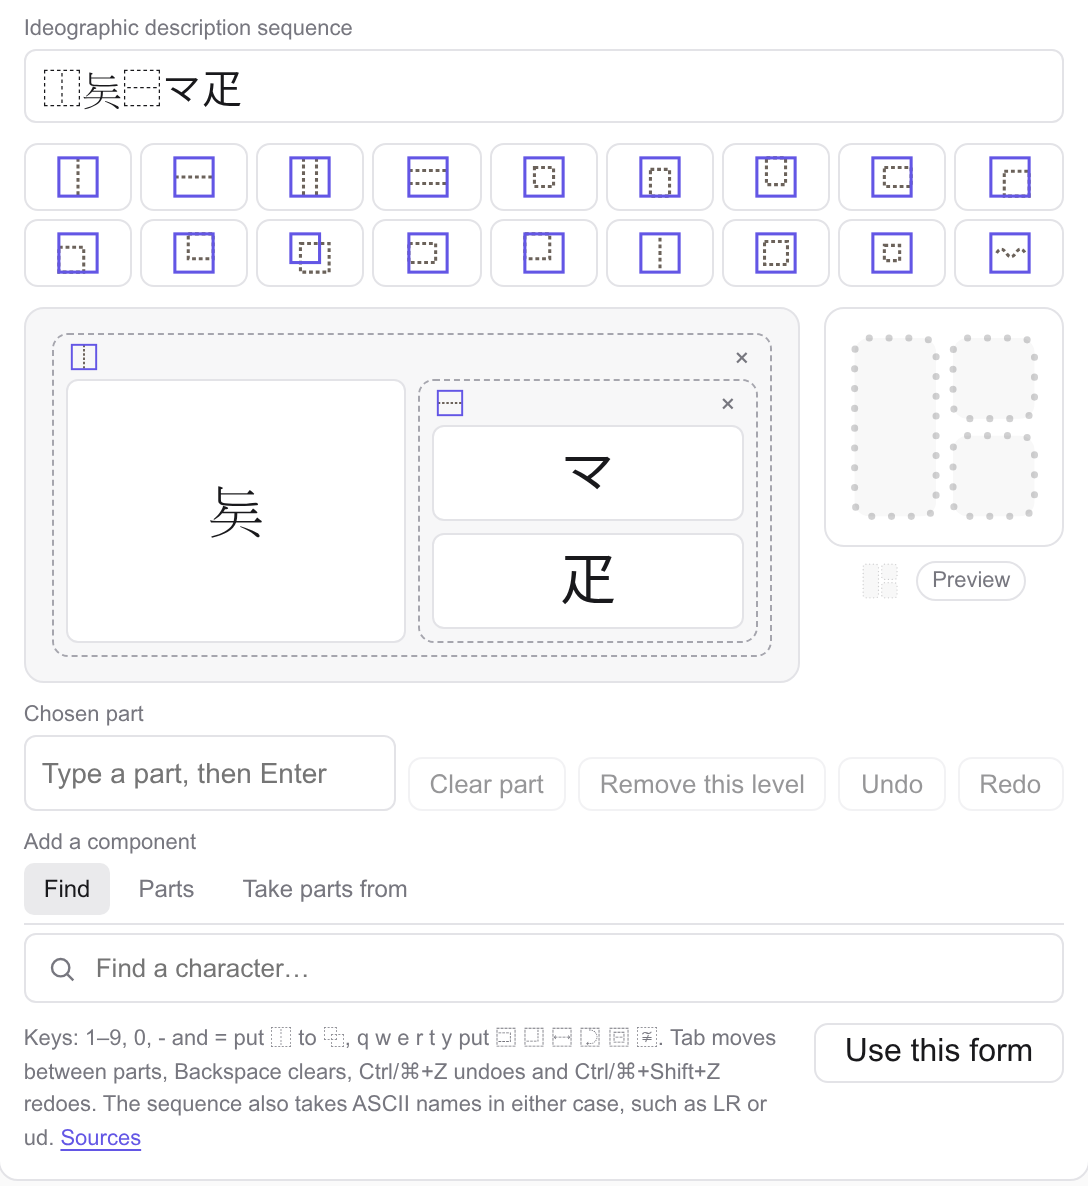 Ideographic description sequence
⿰𠤕⿱マ疋
Chosen part
Type a part, then Enter
Clear part
Remove this level
Undo
Redo
Add a component
Find
Parts
Take parts from
Find a character…
Keys: 1–9, 0, - and = put ⿰ to ⿻, q w e r t y put ⿼ ⿽ ⿾ ⿿ 回 ㇯. Tab moves
between parts, Backspace clears, Ctrl/⌘+Z undoes and Ctrl/⌘+Shift+Z
redoes. The sequence also takes ASCII names in either case, such as LR or
ud. Sources
Use this form
Preview
𠤕
マ
疋